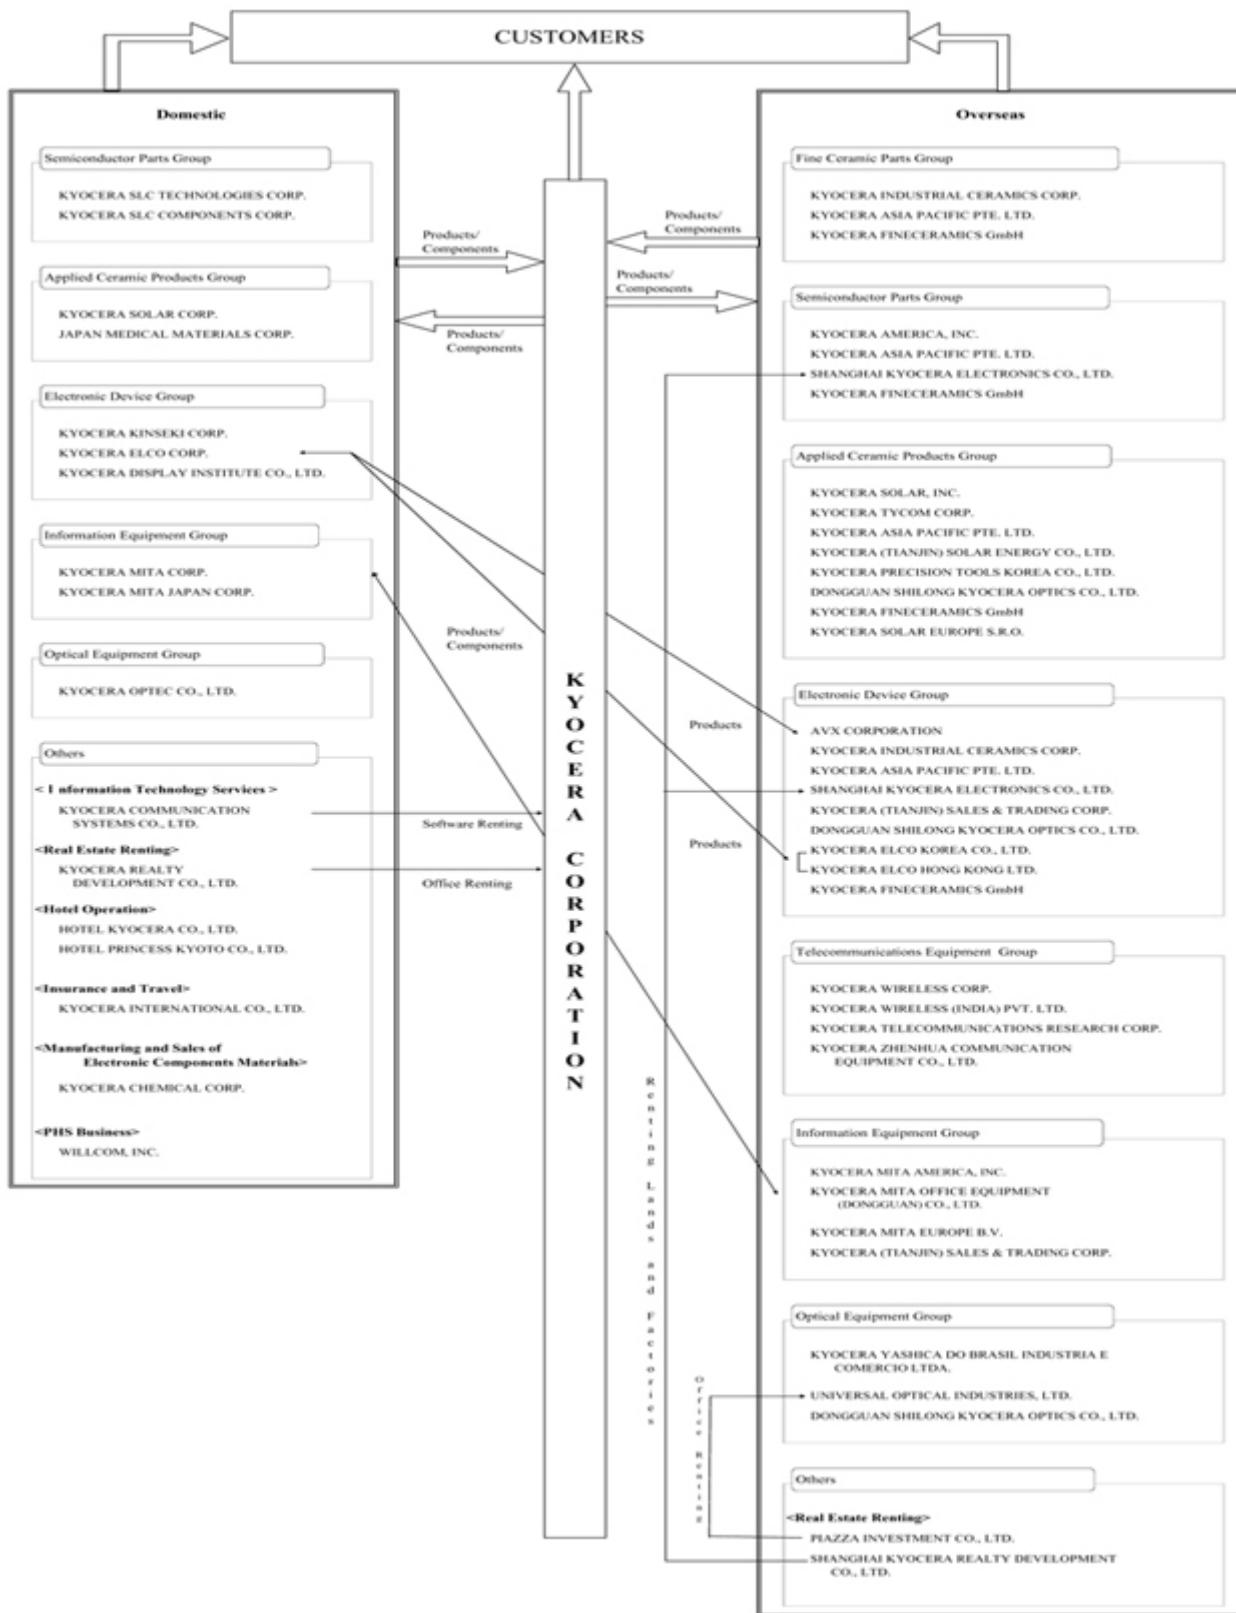 CUSTOMERS
Domestic
Semiconductor Parts Group
KYOCERA SLC TECHNOLOGIES CORP.
KYOCERA SLC COMPONENTS CORP.
Applied Ceramic Products Group
KYOCERA SOLAR CORP.
JAPAN MEDICAL MATERIALS CORP.
Electronic Device Group
KYOCERA KINSEKI CORP.
KYOCERA ELCO CORP.
KYOCERA DISPLAY INSTITUTE CO., LTD.
Information Equipment Group
KYOCERA MITA CORP.
KYOCERA MITA JAPAN CORP.
Optical Equipment Group
KYOCERA OPTEC CO., LTD.
Others
< I nformation Technology Services >
KYOCERA COMMUNICATION
SYSTEMS CO., LTD.
<Real Estate Renting>
KYOCERA REALTY
DEVELOPMENT CO., LTD.
<Hotel Operation>
HOTEL KYOCERA CO., LTD.
HOTEL PRINCESS KYOTO CO., LTD.
<Insurance and Travel>
KYOCERA INTERNATIONAL CO., LTD.
<Manufacturing and Sales of
Electronic Components Materials>
KYOCERA CHEMICAL CORP.
<PHS Business>
WILLCOM, INC.
Products/
Components
Products/
Components
Products/
Components
Software Renting
Office Renting
KYOCERA CORPORATION
Products/
Components
Products/
Components
Products
Products
Renting Lands and Factories
Office Renting
Overseas
Fine Ceramic Parts Group
KYOCERA INDUSTRIAL CERAMICS CORP.
KYOCERA ASIA PACIFIC PTE. LTD.
KYOCERA FINECERAMICS GmbH
Semiconductor Parts Group
KYOCERA AMERICA, INC.
KYOCERA ASIA PACIFIC PTE. LTD.
SHANGHAI KYOCERA ELECTRONICS CO., LTD.
KYOCERA FINECERAMICS GmbH
Applied Ceramic Products Group
KYOCERA SOLAR, INC.
KYOCERA TYCOM CORP.
KYOCERA ASIA PACIFIC PTE. LTD.
KYOCERA (TIANJIN) SOLAR ENERGY CO., LTD.
KYOCERA PRECISION TOOLS KOREA CO., LTD.
DONGGUAN SHILONG KYOCERA OPTICS CO., LTD.
KYOCERA FINECERAMICS GmbH
KYOCERA SOLAR EUROPE S.R.O.
Electronic Device Group
AVX CORPORATION
KYOCERA INDUSTRIAL CERAMICS CORP.
KYOCERA ASIA PACIFIC PTE. LTD.
SHANGHAI KYOCERA ELECTRONICS CO., LTD.
KYOCERA (TIANJIN) SALES & TRADING CORP.
DONGGUAN SHILONG KYOCERA OPTICS CO., LTD.
KYOCERA ELCO KOREA CO., LTD.
KYOCERA ELCO HONG KONG LTD.
KYOCERA FINECERAMICS GmbH
Telecommunications Equipment Group
KYOCERA WIRELESS CORP.
KYOCERA WIRELESS (INDIA) PVT. LTD.
KYOCERA TELECOMMUNICATIONS RESEARCH CORP.
KYOCERA ZHENHUA COMMUNICATION
EQUIPMENT CO., LTD.
Information Equipment Group
KYOCERA MITA AMERICA, INC.
KYOCERA MITA OFFICE EQUIPMENT
(DONGGUAN) CO., LTD.
KYOCERA MITA EUROPE B.V.
KYOCERA (TIANJIN) SALES & TRADING CORP.
Optical Equipment Group
KYOCERA YASHICA DO BRASIL INDUSTRIA E
COMERCIO LTDA.
UNIVERSAL OPTICAL INDUSTRIES, LTD.
DONGGUAN SHILONG KYOCERA OPTICS CO., LTD.
Others
<Real Estate Renting>
PIAZZA INVESTMENT CO., LTD.
SHANGHAI KYOCERA REALTY DEVELOPMENT
CO., LTD.